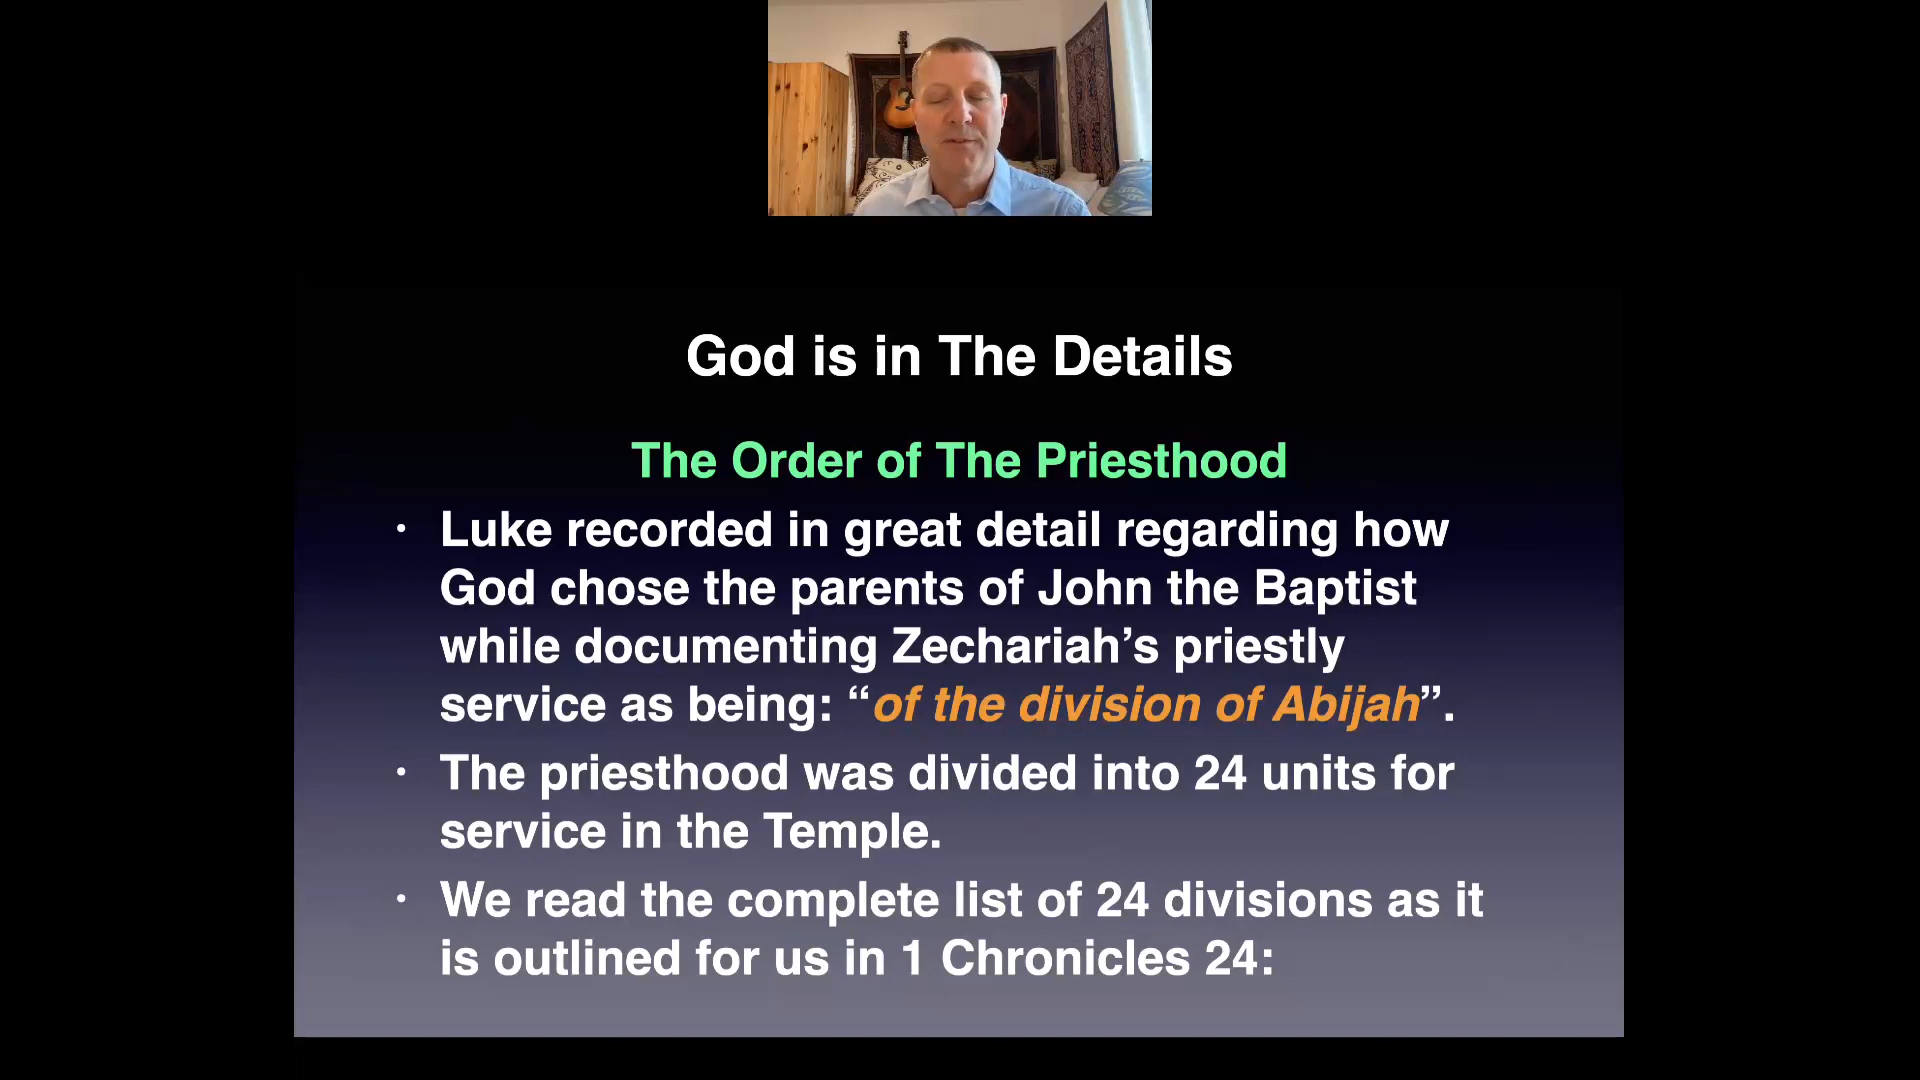 God is in The Details
The Order of The Priesthood
· Luke recorded in great detail regarding how
God chose the parents of John the Baptist
while documenting Zechariah’s priestly
service as being: “of the division of Abijah”.
· The priesthood was divided into 24 units for
service in the Temple.
· We read the complete list of 24 divisions as it
is outlined for us in 1 Chronicles 24: